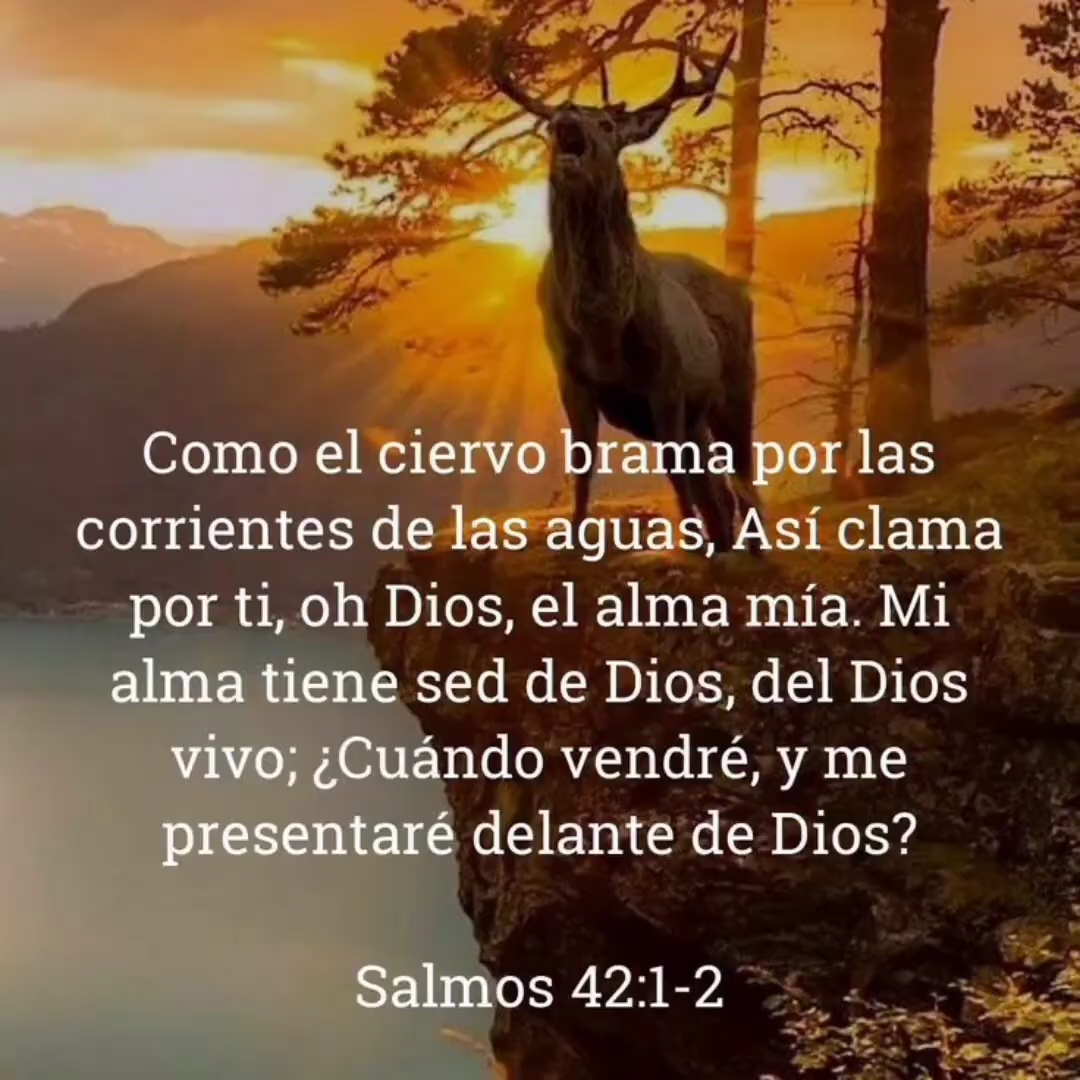 Como el ciervo brama por las
corrientes de las aguas, Así clama
por ti, oh Dios, el alma mía. Mi
alma tiene sed de Dios, del Dios
vivo; ¿Cuándo vendré, y me
presentaré delante de Dios?
Salmos 42:1-2